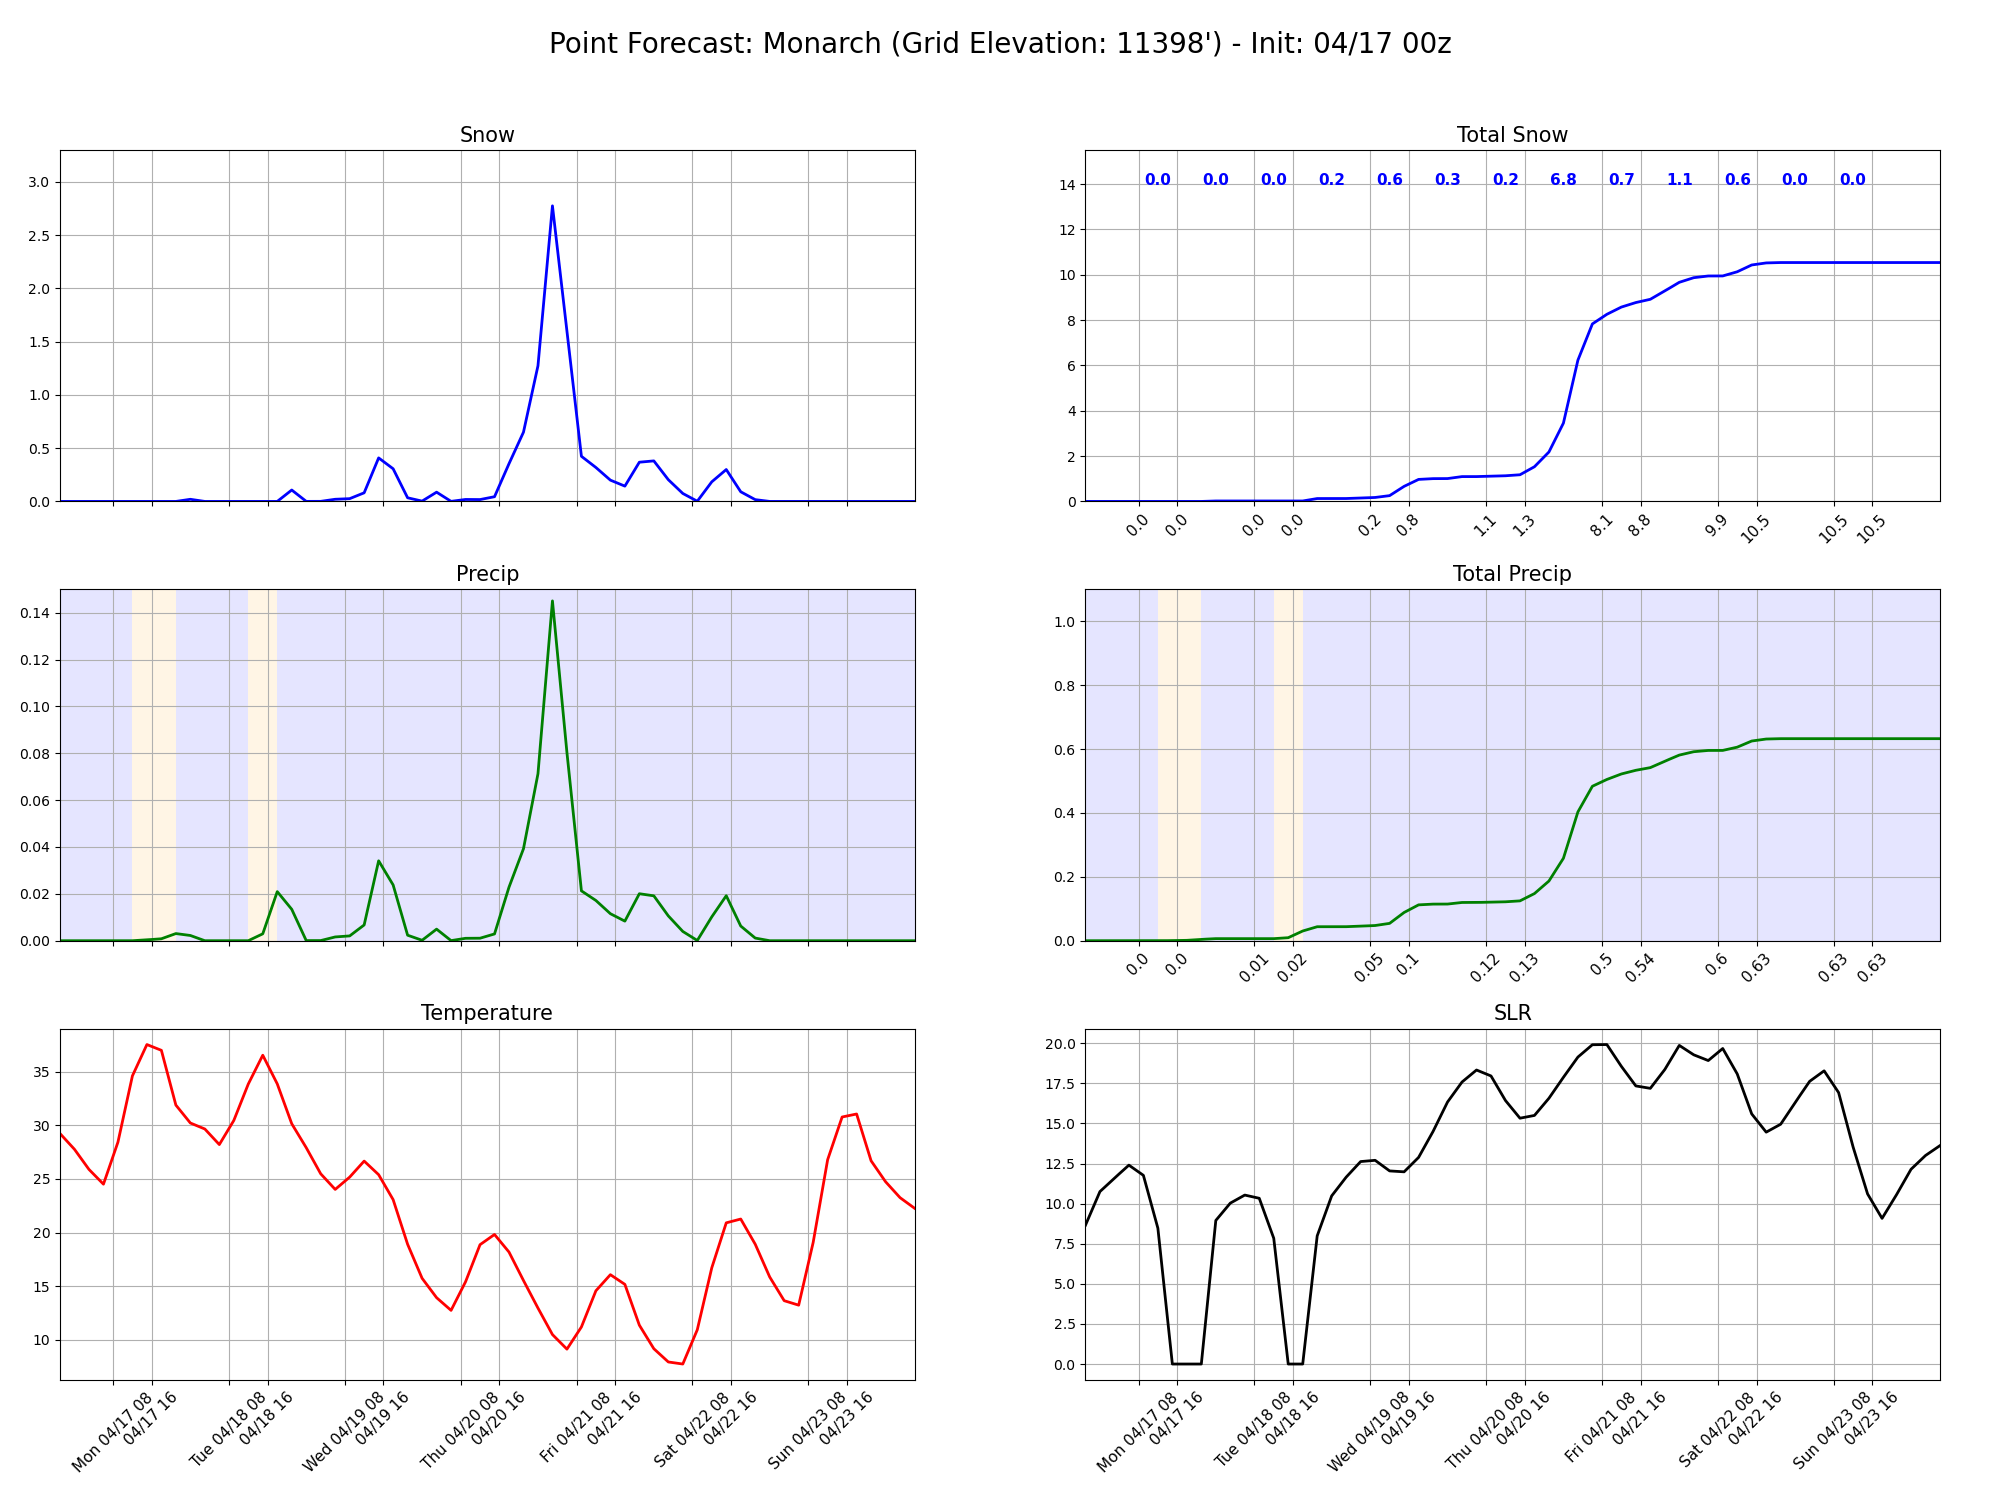 Point Forecast: Monarch (Grid Elevation: 11398') - Init: 04/17 00z
Snow
3.0
2.5
2.0
1.5
1.0
0.5
0.0
Total Snow
0.0 0.0 0.0 0.2 0.6 0.3 0.2 6.8 0.7 1.1 0.6 0.0 0.0
14
12
10
8
6
4
2
0
0.0 0.0 0.0 0.0 0.2 0.8 1.1 1.3 8.1 8.8 9.9 10.5 10.5 10.5
Precip
0.14
0.12
0.10
0.08
0.06
0.04
0.02
0.00
Total Precip
1.0
0.8
0.6
0.4
0.2
0.0
0.0 0.0 0.01 0.02 0.05 0.1 0.12 0.13 0.5 0.54 0.6 0.63 0.63 0.63
Temperature
35
30
25
20
15
10
Mon 04/17 08
04/17 16
Tue 04/18 08
04/18 16
Wed 04/19 08
04/19 16
Thu 04/20 08
04/20 16
Fri 04/21 08
04/21 16
Sat 04/22 08
04/22 16
Sun 04/23 08
04/23 16
SLR
20.0
17.5
15.0
12.5
10.0
7.5
5.0
2.5
0.0
Mon 04/17 08
04/17 16
Tue 04/18 08
04/18 16
Wed 04/19 08
04/19 16
Thu 04/20 08
04/20 16
Fri 04/21 08
04/21 16
Sat 04/22 08
04/22 16
Sun 04/23 08
04/23 16